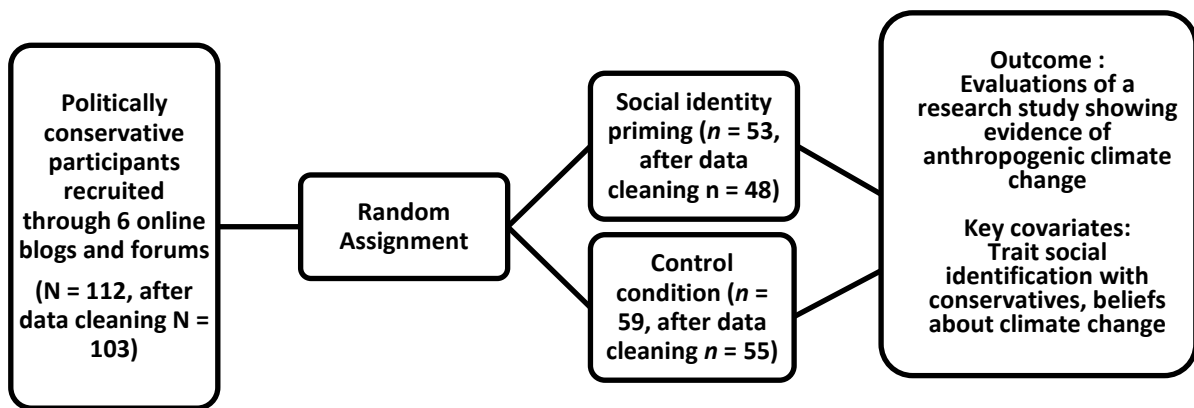 Politically
conservative
participants
recruited
through 6 online
blogs and forums
(N = 112, after
data cleaning N =
103)
Random
Assignment
Social identity
priming (n = 53,
after data
cleaning n = 48)
Control
condition (n =
59, after data
cleaning n = 55)
Outcome :
Evaluations of a
research study showing
evidence of
anthropogenic climate
change
Key covariates:
Trait social
identification with
conservatives, beliefs
about climate change